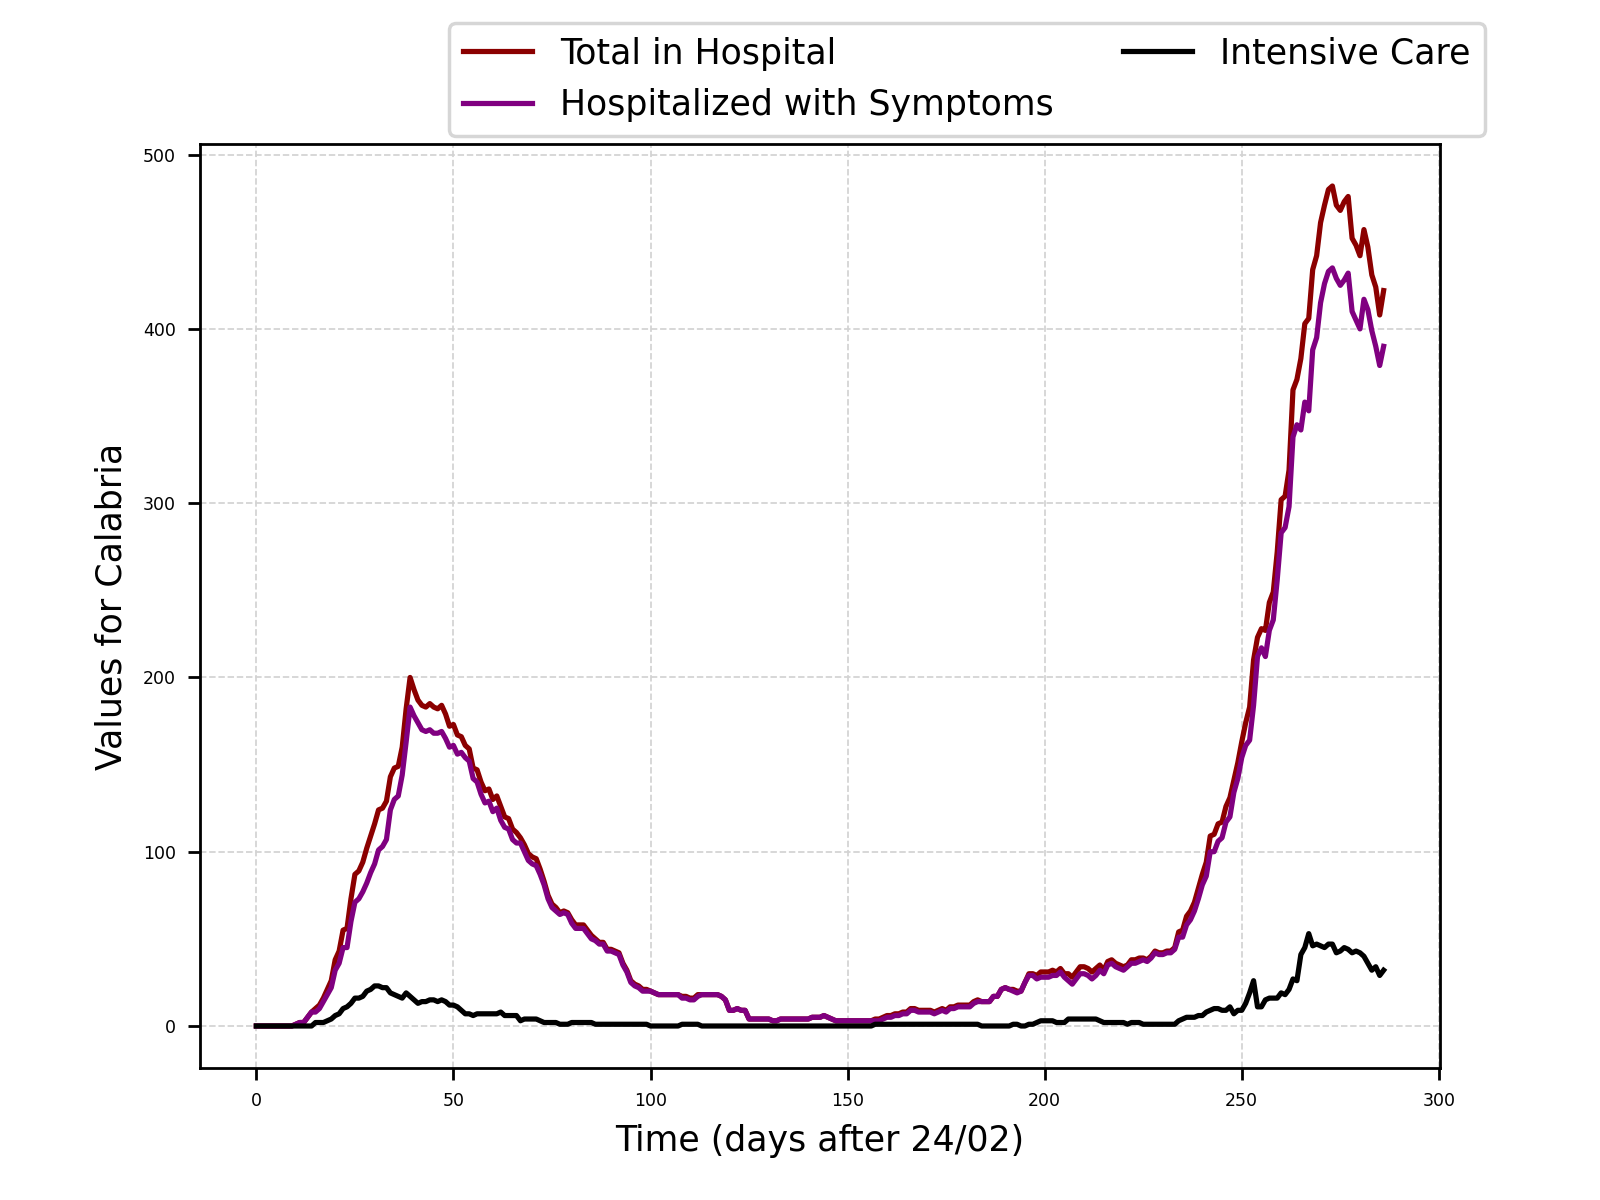 Total in Hospital
Hospitalized with Symptoms
Intensive Care
500
400
300
200
100
0
Values for Calabria
0 50 100 150 200 250 300
Time (days after 24/02)